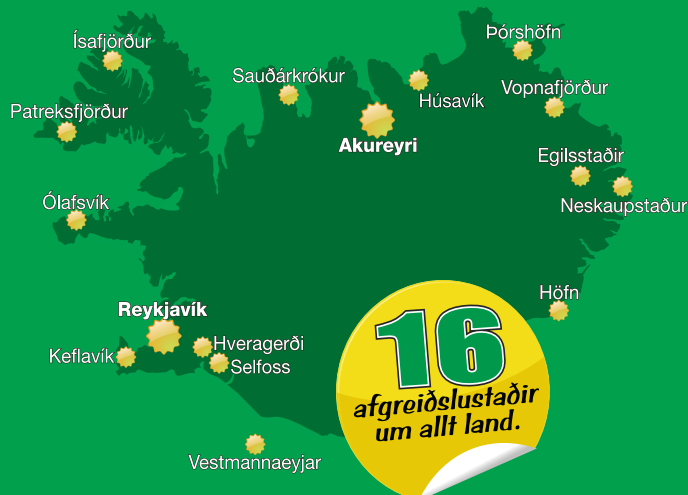 Þórshöfn
Ísafjörður
Sauðárkrókur
Vopnafjörður
Húsavík
Patreksfjörður
Akureyri
Egilsstaðir
Ólafsvík
Neskaupstaður
Höfn
Reykjavík
Hveragerði
Keflavík
Selfoss
16
afgreiðslustaðir
um allt land.
Vestmannaeyjar